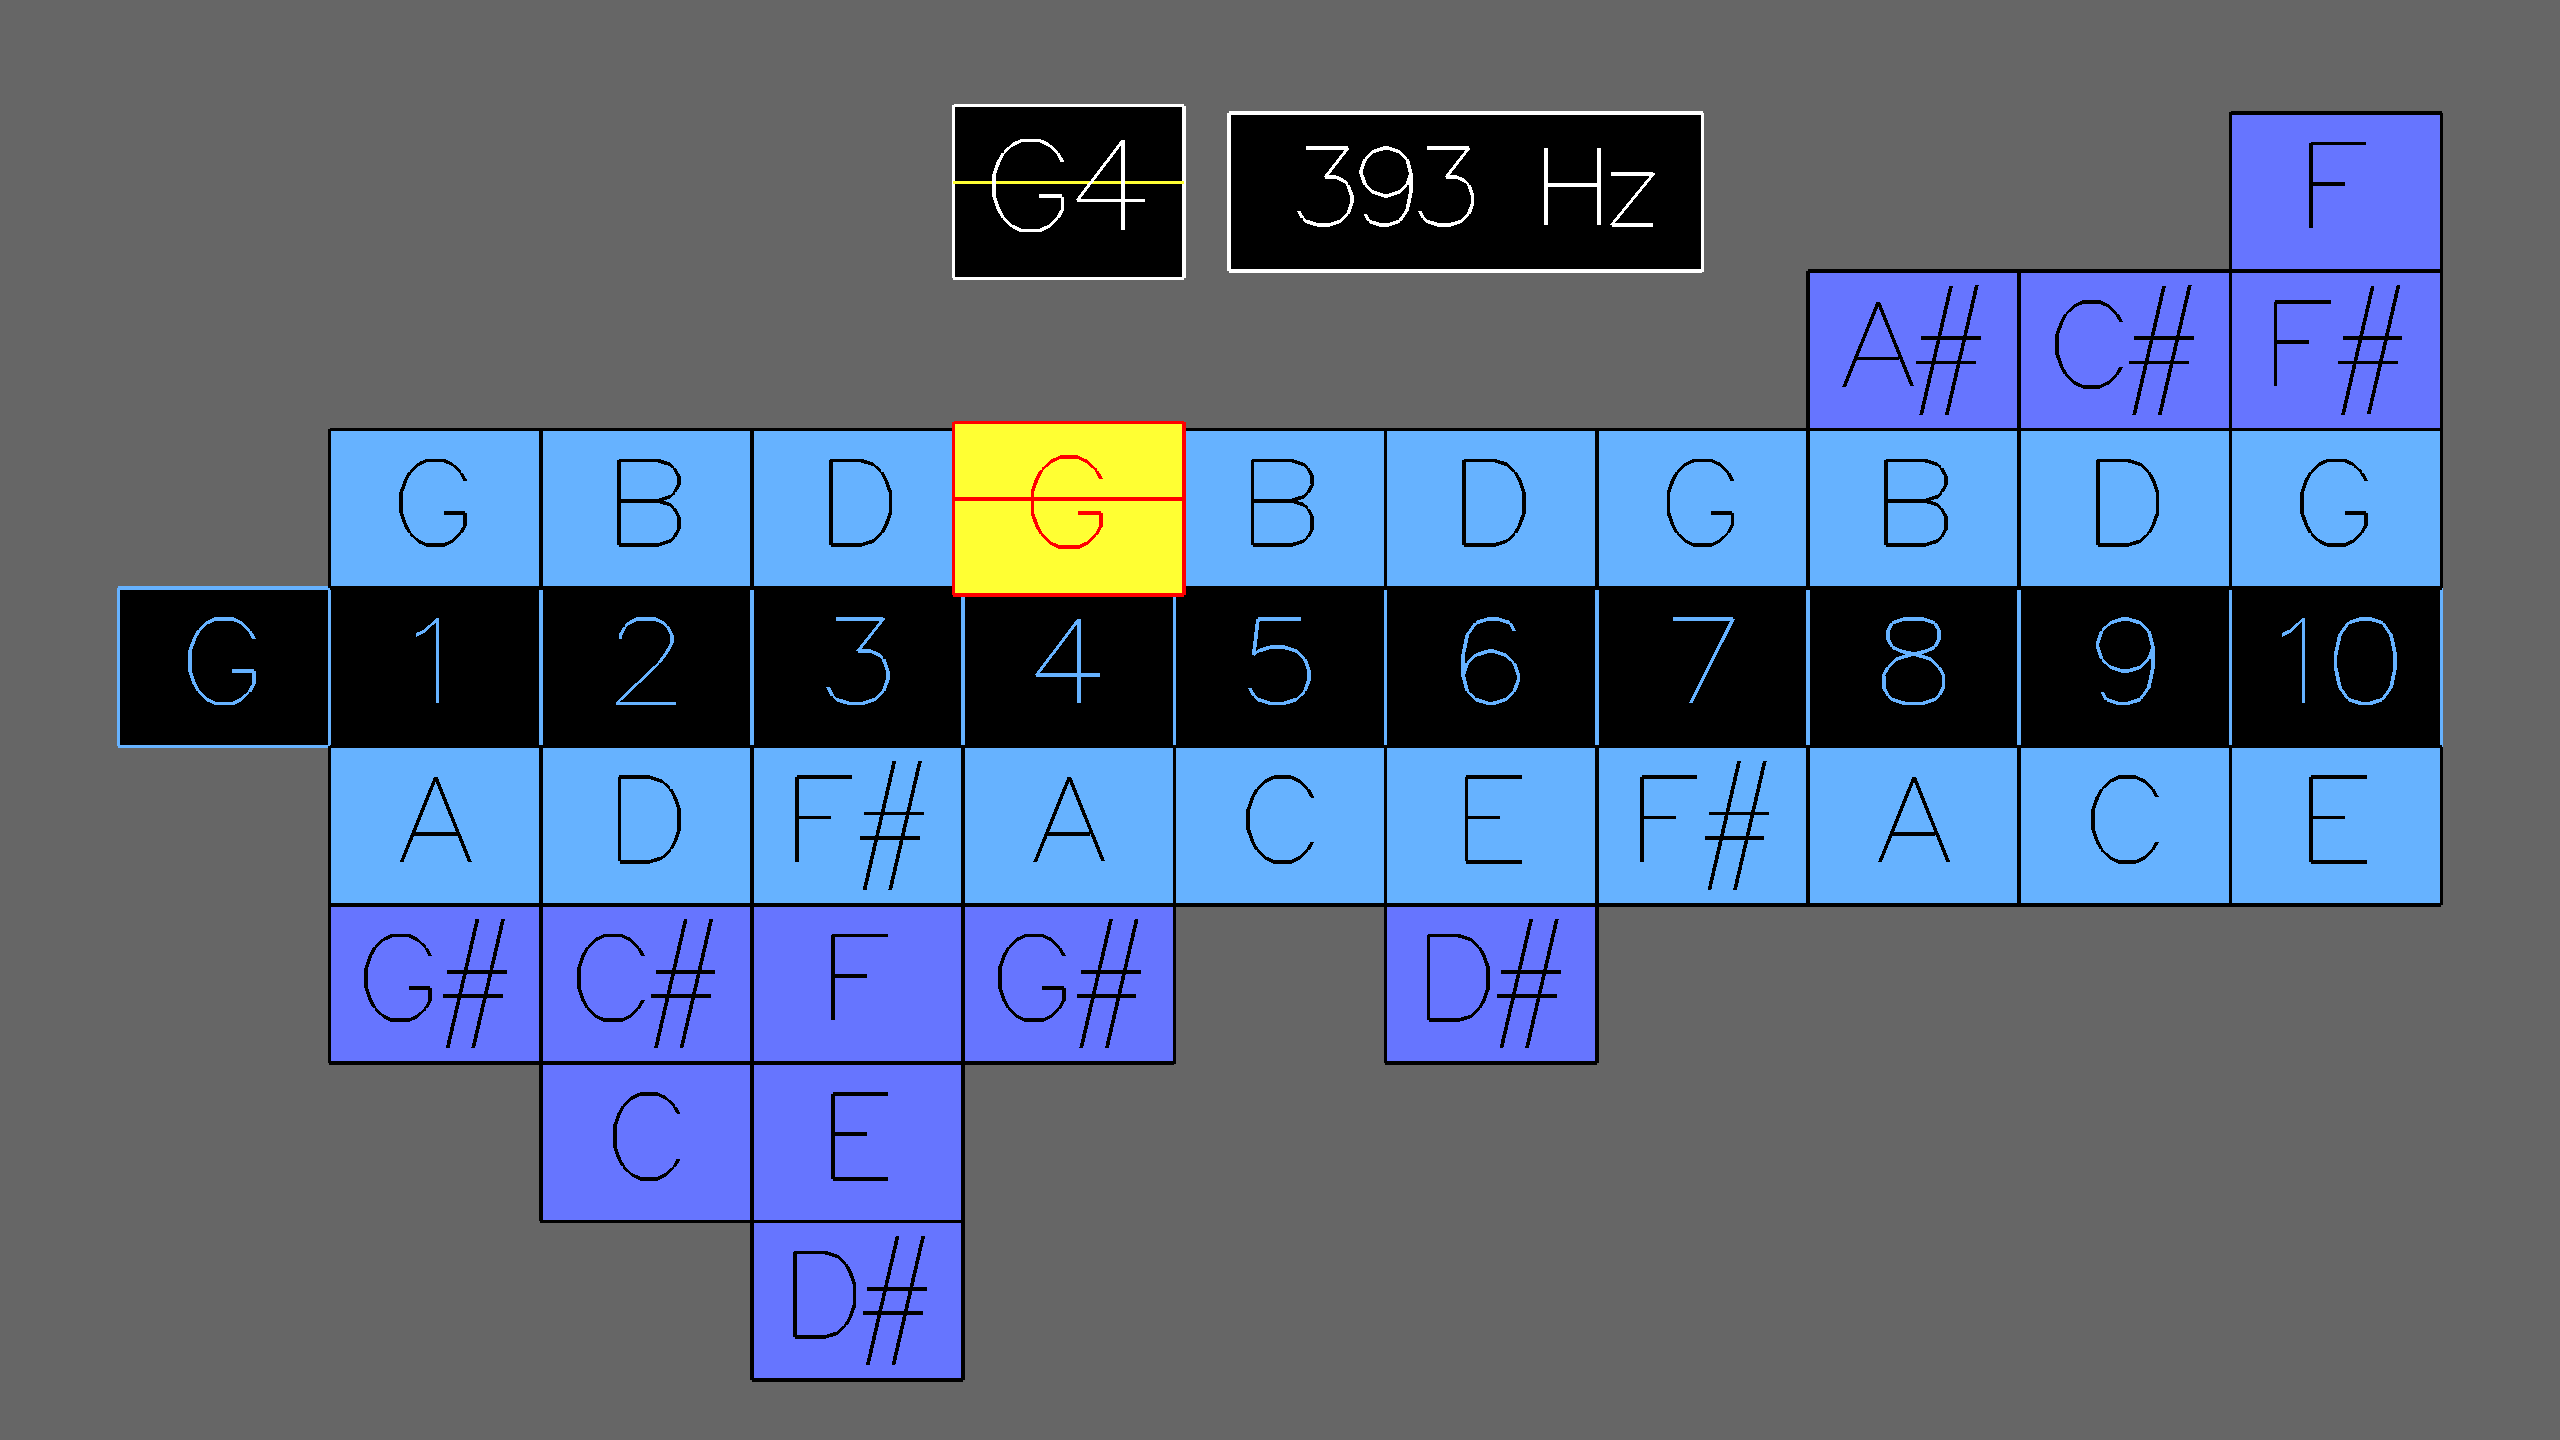 G4 393 Hz F
A# C# F#
G B D G B D G B D G
G 1 2 3 4 5 6 7 8 9 10
A D F# A C E F# A C E
G# C# F G# D#
C E
D#